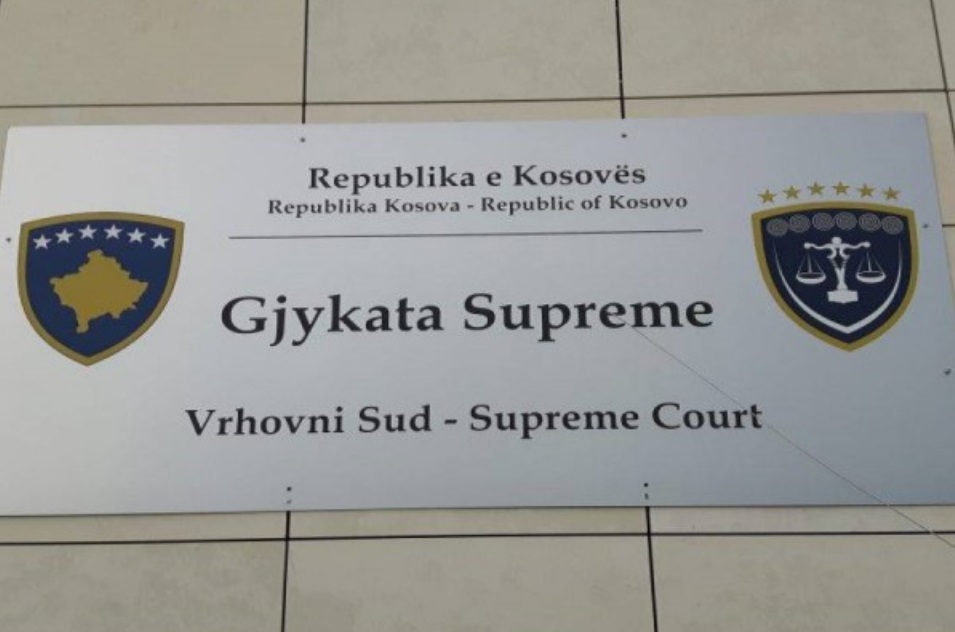 Republika e Kosovës
Republika Kosova - Republic of Kosovo
Gjykata Supreme
Vrhovni Sud - Supreme Court